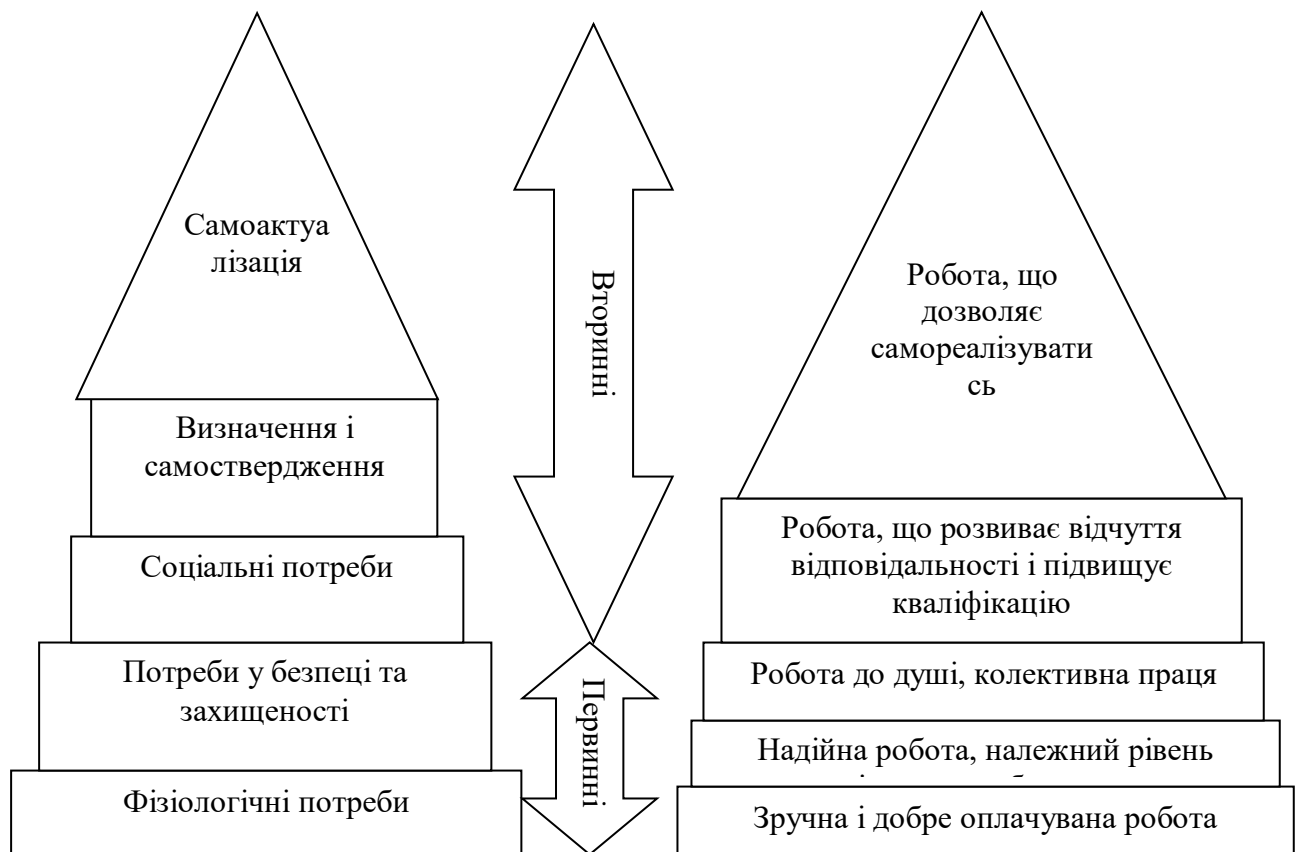 Самоактуа
лізація
Визначення і
самоствердження
Соціальні потреби
Потреби у безпеці та
захищеності
Фізіологічні потреби
Вторинні
Первинні
Робота, що
дозволяє
самореалізувати
сь
Робота, що розвиває відчуття
відповідальності і підвищує
кваліфікацію
Робота до душі, колективна праця
Надійна робота, належний рівень
Зручна і добре оплачувана робота